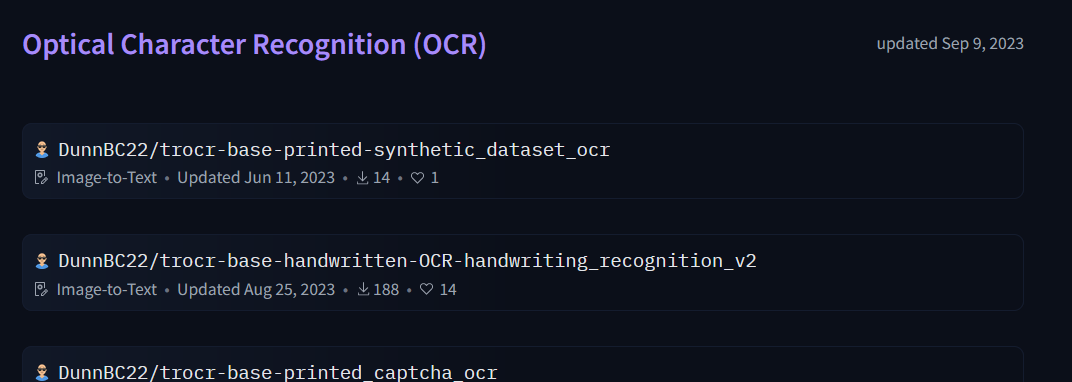 Optical Character Recognition (OCR)
updated Sep 9, 2023
DunnBC22/trocr-base-printed-synthetic_dataset_ocr
Image-to-Text • Updated Jun 11, 2023 • 14 • 1
DunnBC22/trocr-base-handwritten-OCR-handwriting_recognition_v2
Image-to-Text • Updated Aug 25, 2023 • 188 • 14
DunnBC22/trocr-base-printed_captcha_ocr